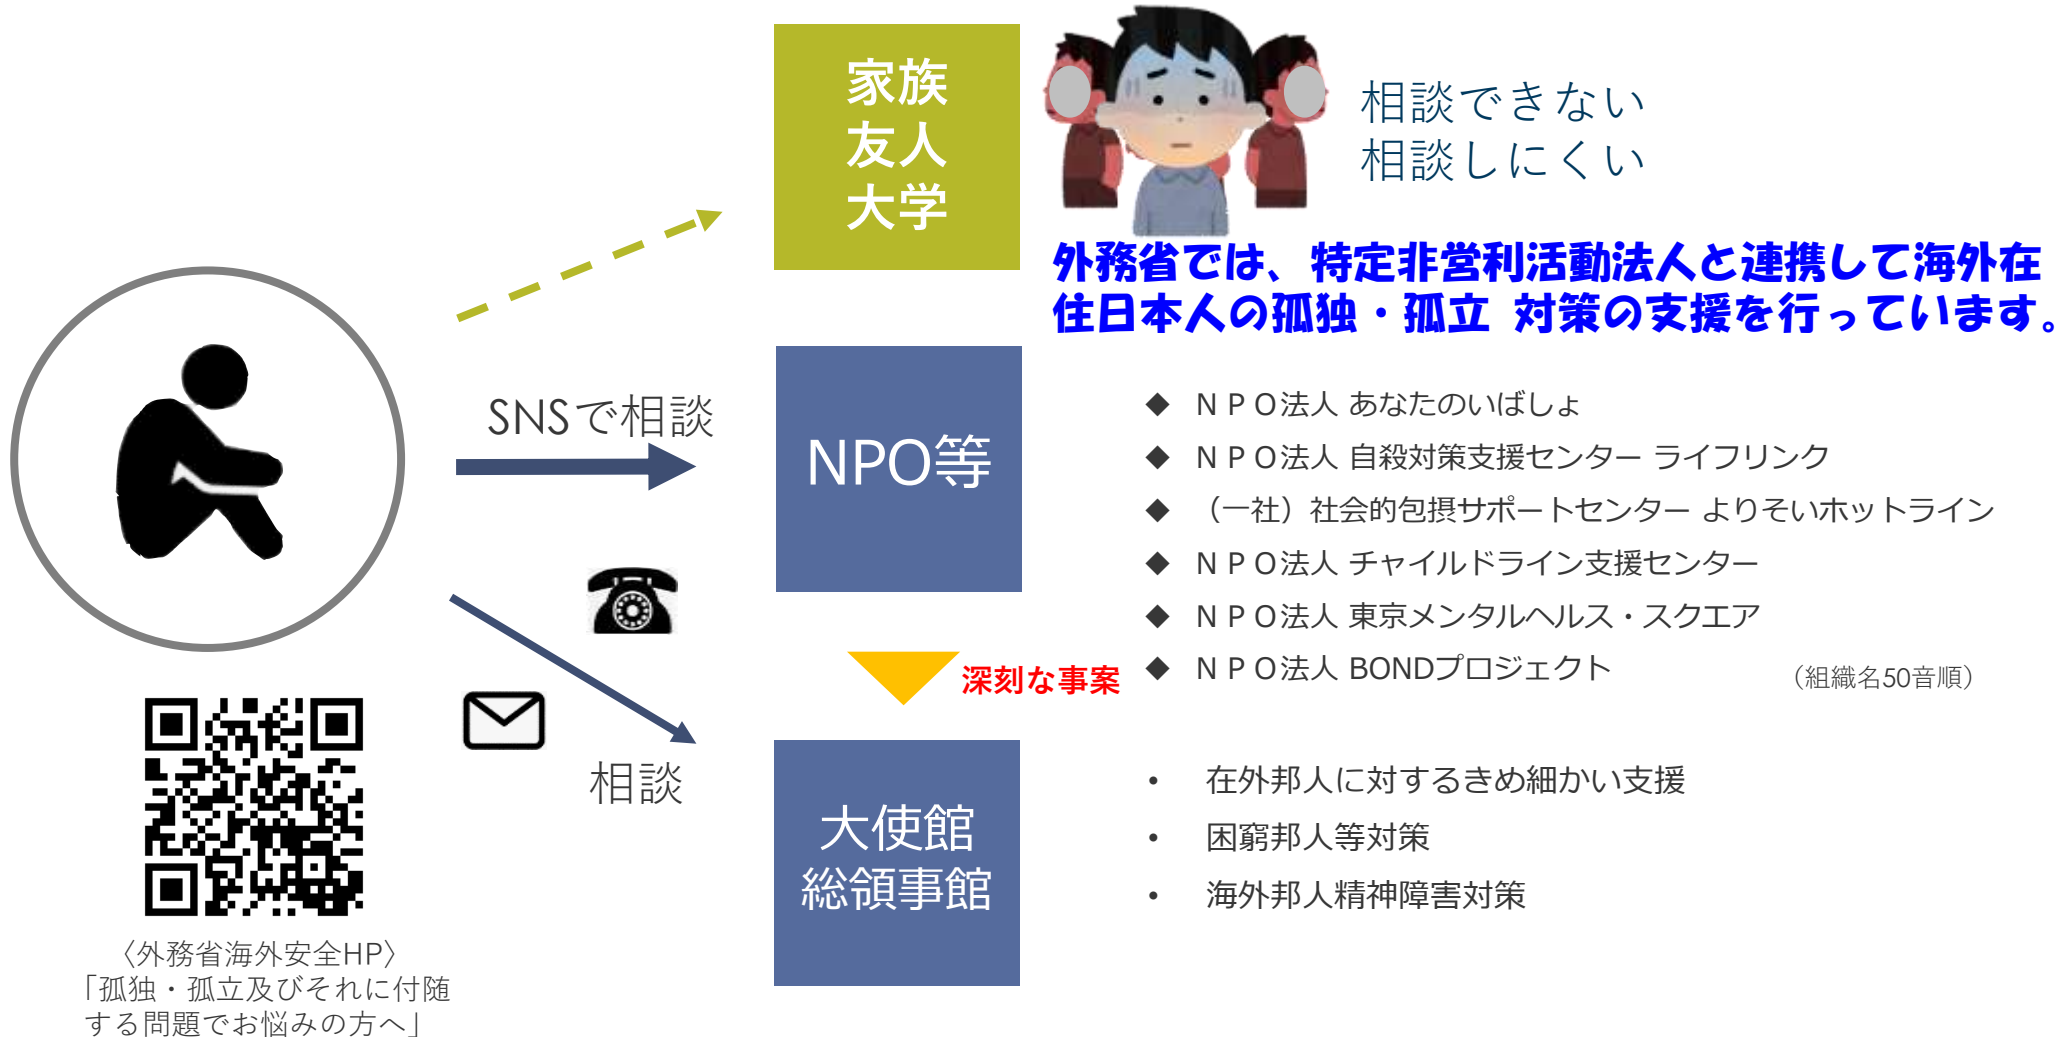 家族
友人
大学
相談できない
相談しにくい
外務省では、特定非営利活動法人と連携して海外在
住日本人の孤独・孤立 対策の支援を行っています。
SNSで相談
NPO等
◆ ＮＰＯ法人 あなたのいばしょ
◆ ＮＰＯ法人 自殺対策支援センター ライフリンク
◆ （一社）社会的包摂サポートセンター よりそいホットライン
◆ ＮＰＯ法人 チャイルドライン支援センター
◆ ＮＰＯ法人 東京メンタルヘルス・スクエア
◆ ＮＰＯ法人 BONDプロジェクト
（組織名50音順）
深刻な事案
相談
大使館
総領事館
• 在外邦人に対するきめ細かい支援
• 困窮邦人等対策
• 海外邦人精神障害対策
〈外務省海外安全HP〉
「孤独・孤立及びそれに付随
する問題でお悩みの方へ」